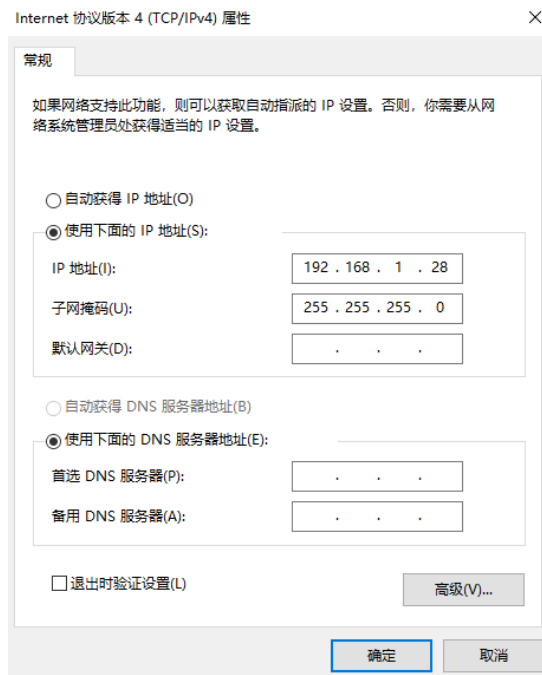 Internet 协议版本 4 (TCP/IPv4) 属性
常规
如果网络支持此功能，则可以获取自动指派的 IP 设置。否则，你需要从网
络系统管理员处获得适当的 IP 设置。
自动获得 IP 地址(O)
使用下面的 IP 地址(S):
IP 地址(I): 192 . 168 . 1 . 28
子网掩码(U): 255 . 255 . 255 . 0
默认网关(D): . . .
自动获得 DNS 服务器地址(B)
使用下面的 DNS 服务器地址(E):
首选 DNS 服务器(P): . . .
备用 DNS 服务器(A): . . .
退出时验证设置(L) 高级(V)...
确定 取消